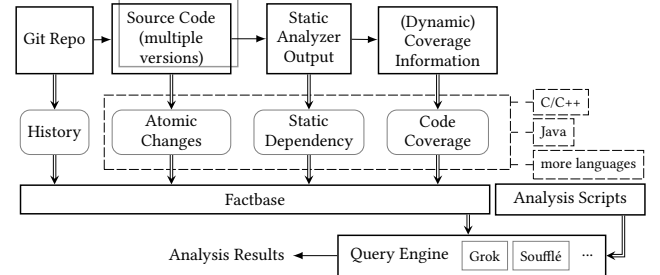 Git Repo
Source Code
(multiple
versions)
Static
Analyzer
Output
(Dynamic)
Coverage
Information
History
Atomic
Changes
Static
Dependency
Code
Coverage
C/C++
Java
more languages
Factbase
Analysis Scripts
Analysis Results
Query Engine
Grok
Soufflé
...